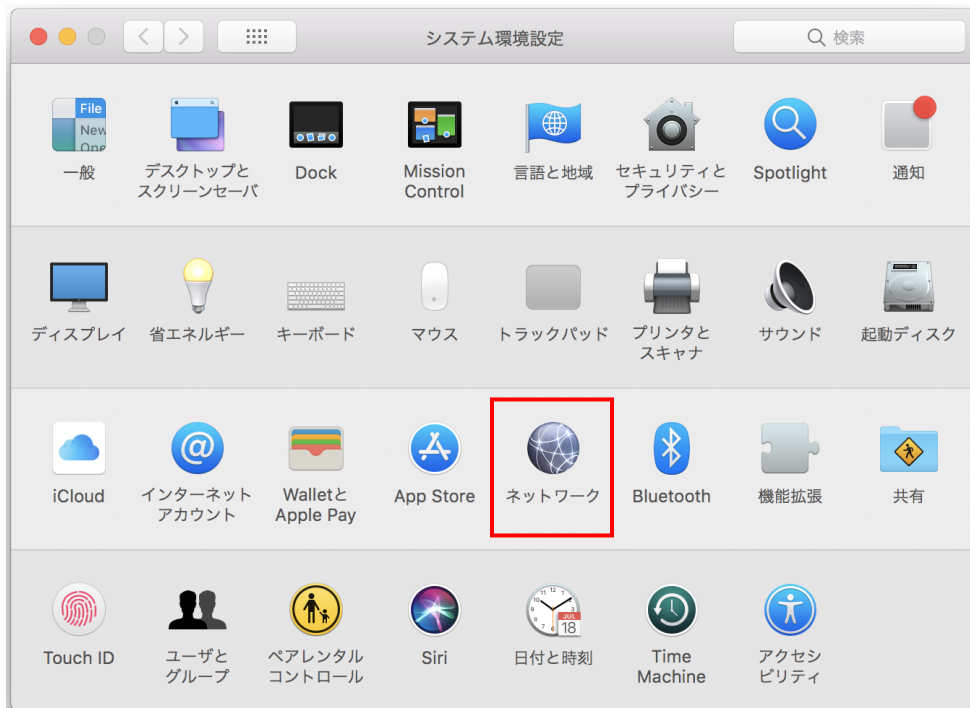 システム環境設定
検索
File
New
One
一般
デスクトップと
スクリーンセーバ
Dock
Mission
Control
言語と地域
セキュリティと
プライバシー
Spotlight
通知
ディスプレイ
省エネルギー
キーボード
マウス
トラックパッド
プリンタと
スキャナ
サウンド
起動ディスク
iCloud
インターネット
アカウント
Walletと
Apple Pay
App Store
ネットワーク
Bluetooth
機能拡張
共有
Touch ID
ユーザと
グループ
ペアレンタル
コントロール
Siri
JUL
18
日付と時刻
Time
Machine
アクセシ
ビリティ